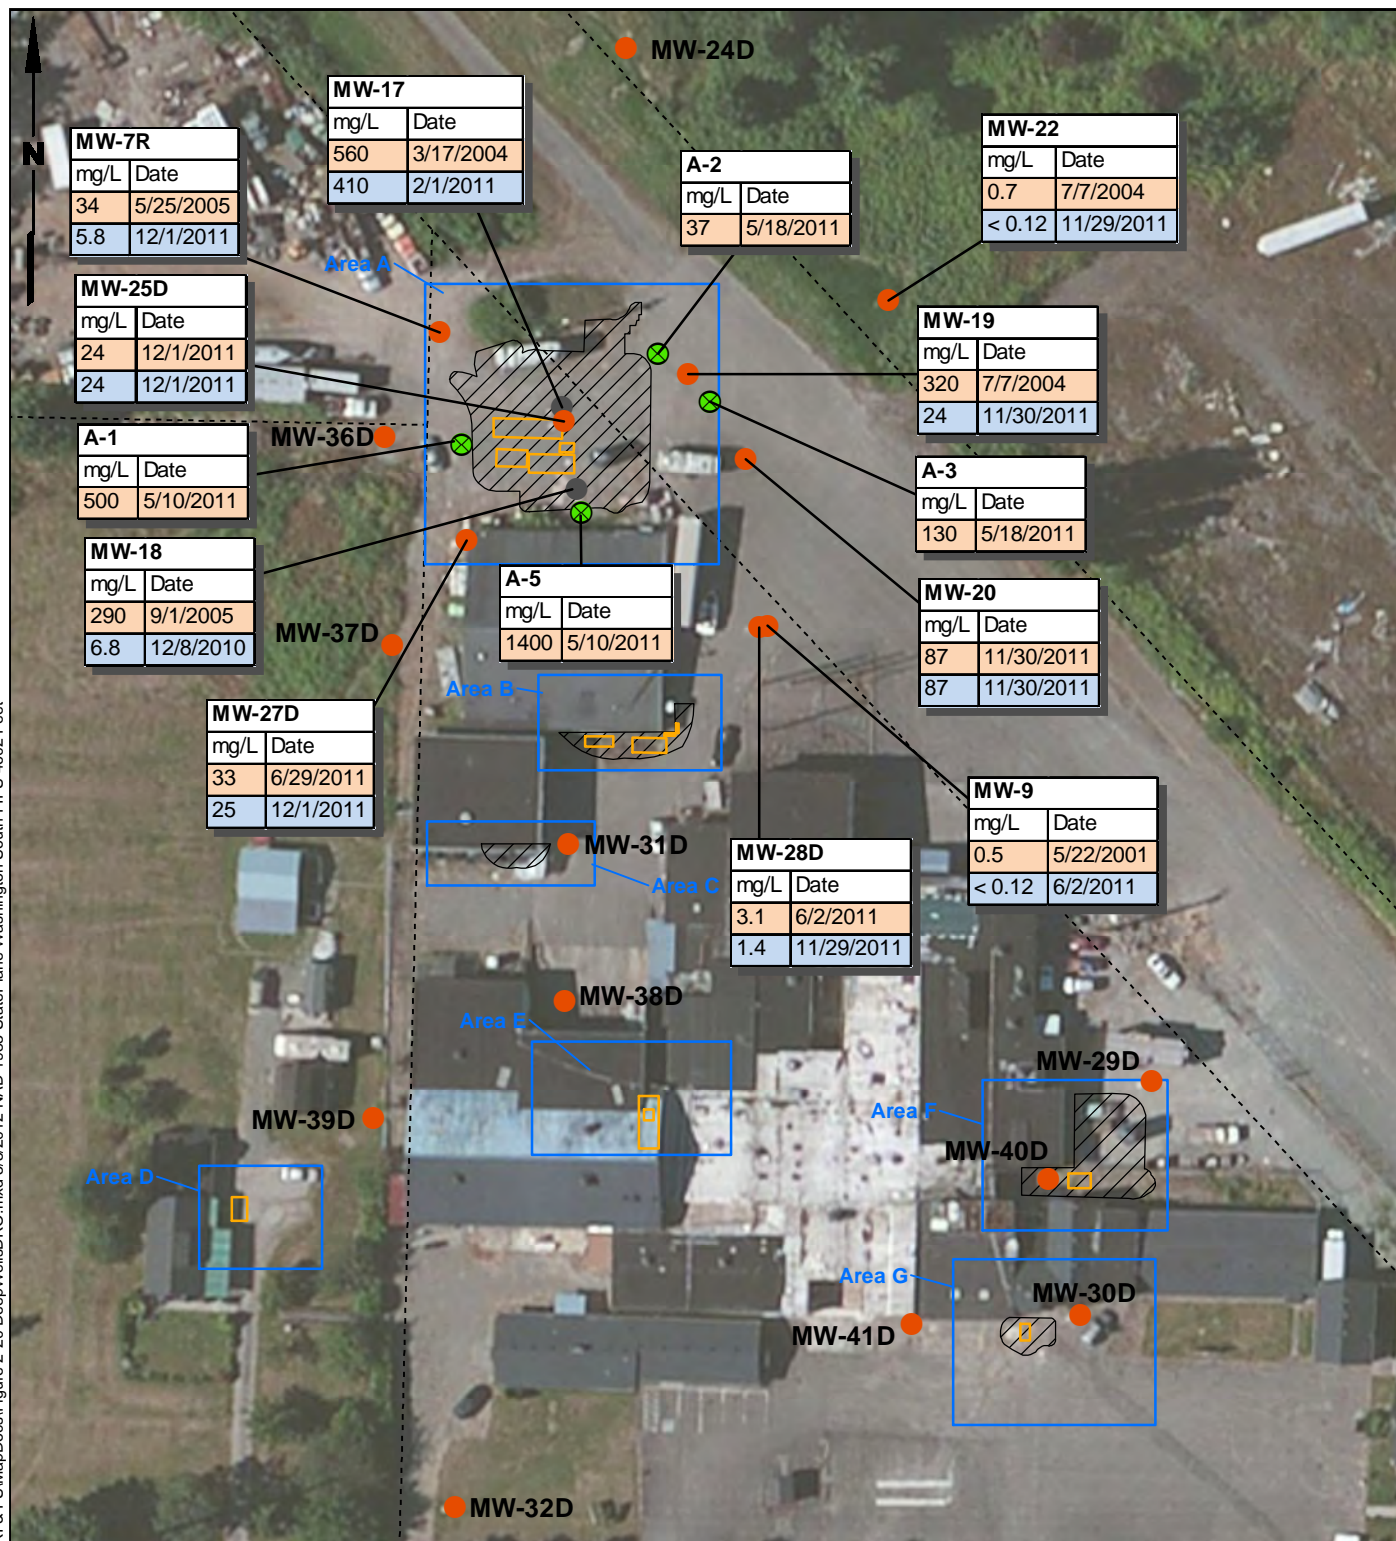 MW-24D
N
MW-17
mg/L Date
560 3/17/2004
410 2/1/2011
MW-7R
mg/L Date
34 5/25/2005
5.8 12/1/2011
A-2
mg/L Date
37 5/18/2011
MW-22
mg/L Date
0.7 7/7/2004
< 0.12 11/29/2011
Area A
MW-25D
mg/L Date
24 12/1/2011
24 12/1/2011
MW-19
mg/L Date
320 7/7/2004
24 11/30/2011
MW-36D
A-1
mg/L Date
500 5/10/2011
A-3
mg/L Date
130 5/18/2011
MW-18
mg/L Date
290 9/1/2005
6.8 12/8/2010
A-5
mg/L Date
1400 5/10/2011
MW-20
mg/L Date
87 11/30/2011
87 11/30/2011
MW-37D
Area B
MW-27D
mg/L Date
33 6/29/2011
25 12/1/2011
MW-9
mg/L Date
0.5 5/22/2001
< 0.12 6/2/2011
MW-31D
Area C
MW-28D
mg/L Date
3.1 6/2/2011
1.4 11/29/2011
MW-38D
Area E
MW-29D
Area F
MW-39D
MW-40D
Area D
Area G
MW-30D
MW-41D
MW-32D